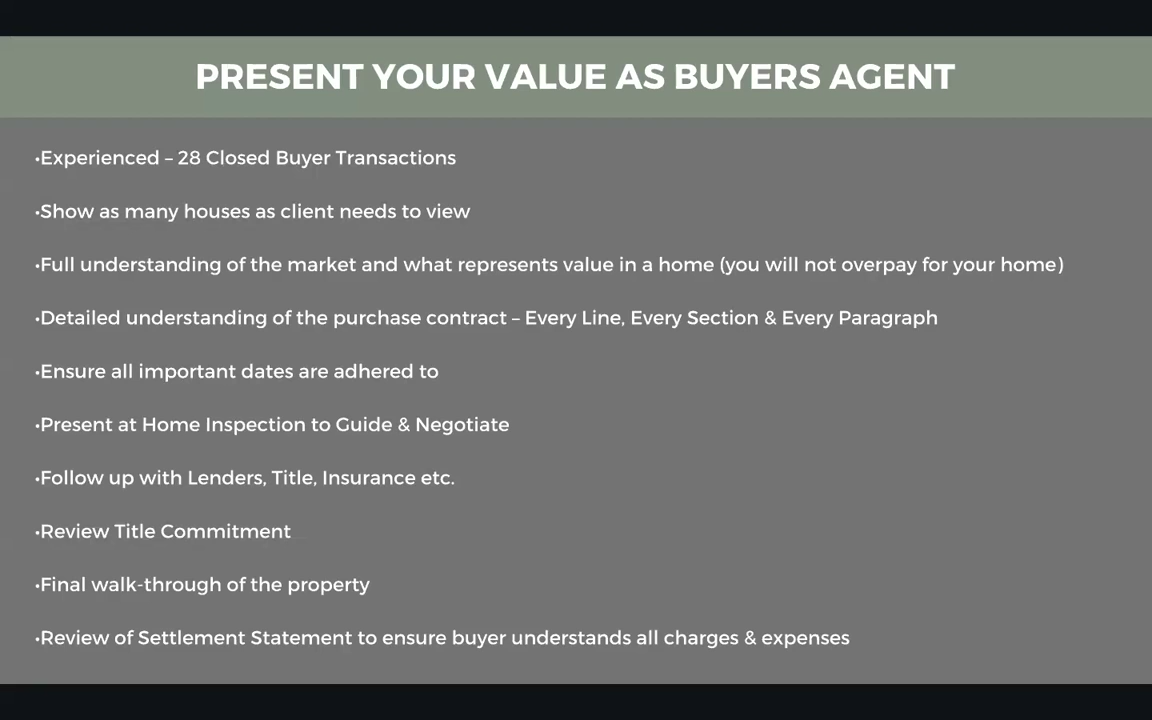 PRESENT YOUR VALUE AS BUYERS AGENT
•Experienced – 28 Closed Buyer Transactions
•Show as many houses as client needs to view
•Full understanding of the market and what represents value in a home (you will not overpay for your home)
•Detailed understanding of the purchase contract – Every Line, Every Section & Every Paragraph
•Ensure all important dates are adhered to
•Present at Home Inspection to Guide & Negotiate
•Follow up with Lenders, Title, Insurance etc.
•Review Title Commitment
•Final walk-through of the property
•Review of Settlement Statement to ensure buyer understands all charges & expenses